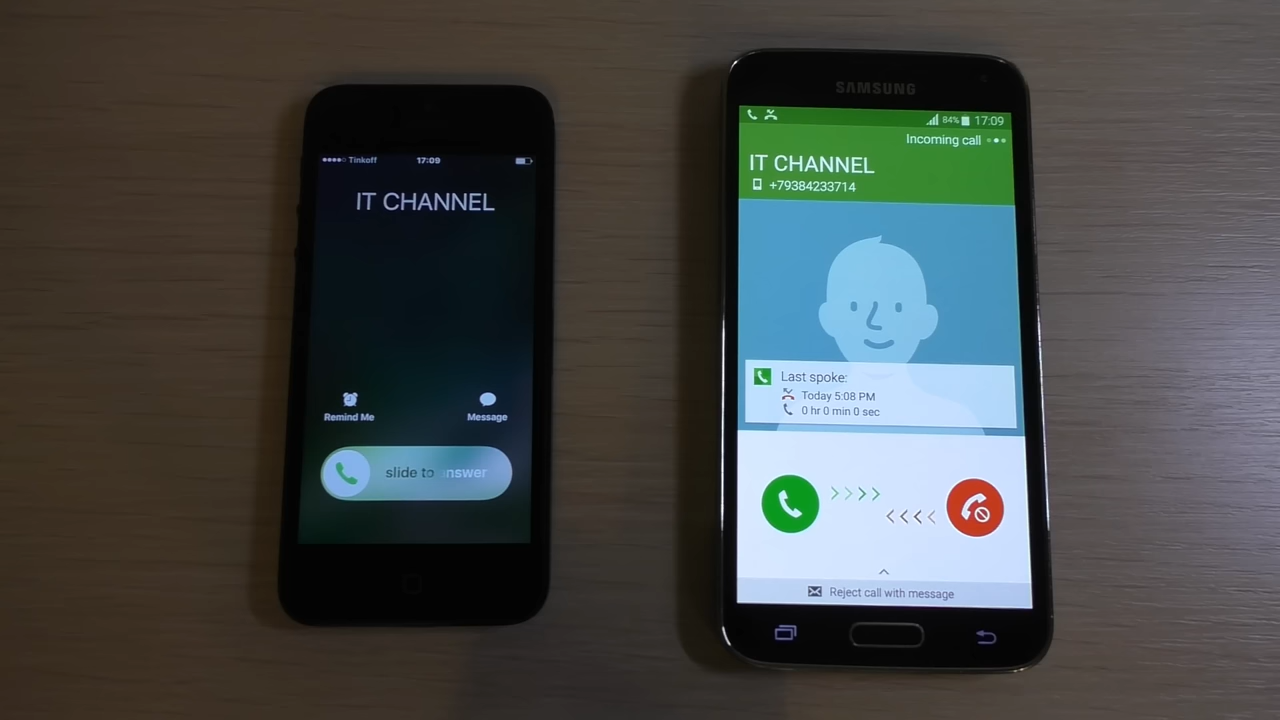 Tinkoff
17:09
IT CHANNEL
Remind Me
Message
slide to answer
SAMSUNG
84%
17:09
Incoming call
IT CHANNEL
+79384233714
Last spoke:
Today 5:08 PM
0 hr 0 min 0 sec
Reject call with message